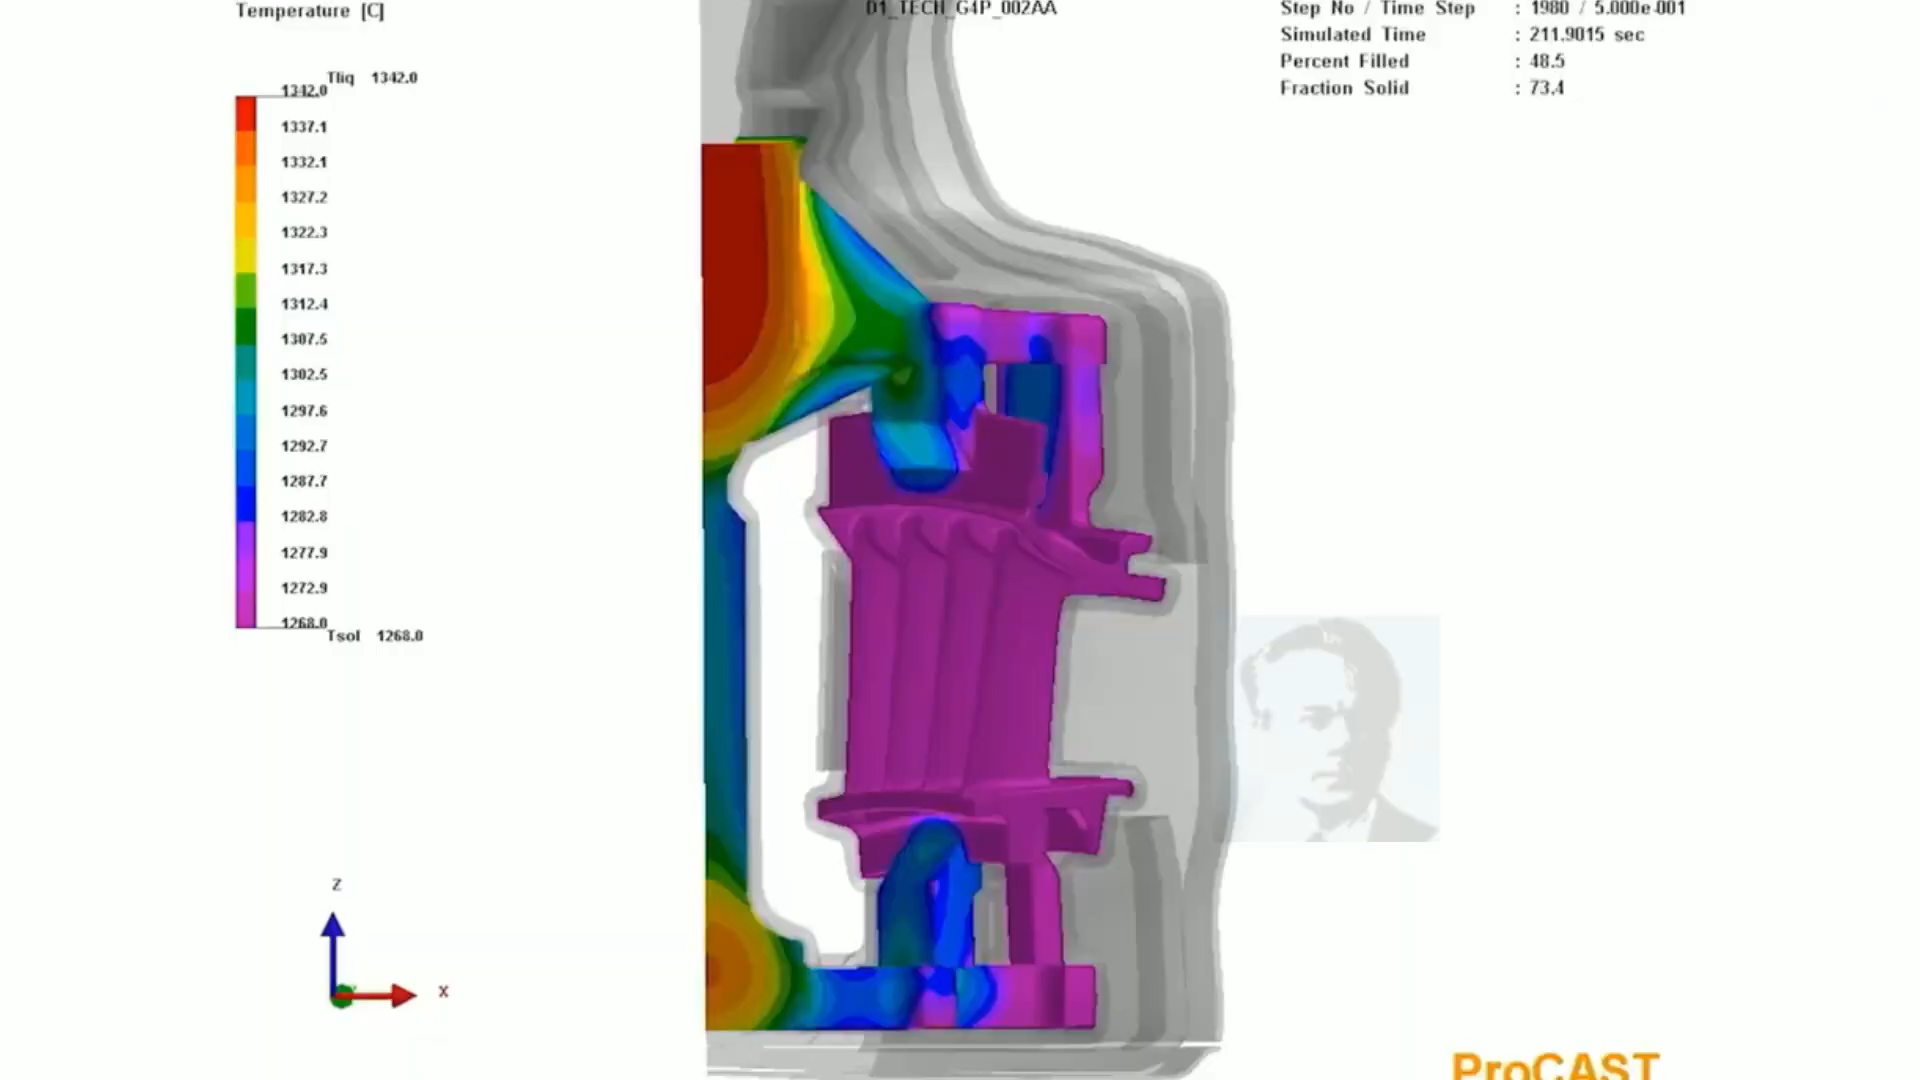 Temperature [C]
D1_TECH_G4P_002AA
Step No / Time Step : 1980 / 5.000e-001
Simulated Time : 211.9015 sec
Percent Filled : 48.5
Fraction Solid : 73.4
Tliq 1342.0
1342.0
1337.1
1332.1
1327.2
1322.3
1317.3
1312.4
1307.5
1302.5
1297.6
1292.7
1287.7
1282.8
1277.9
1272.9
1268.0
Tsol 1268.0
Z
X
ProCAST